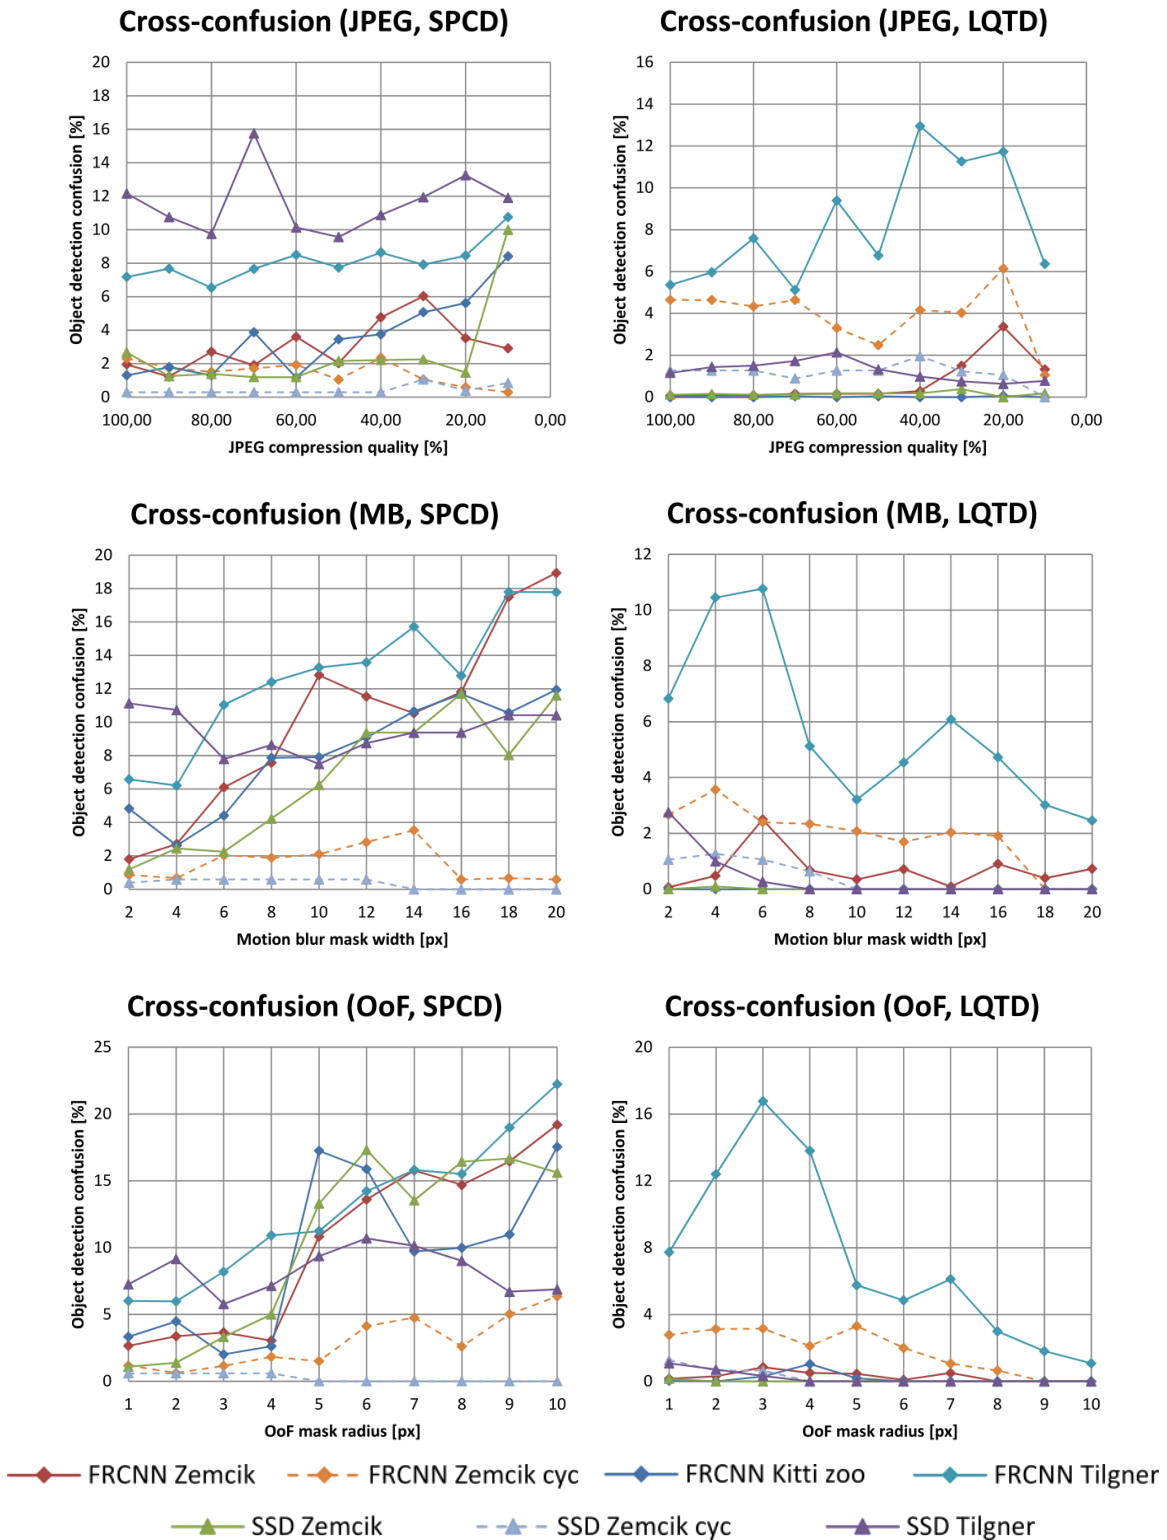 Cross-confusion (JPEG, SPCD)
Object detection confusion [%]
20
18
16
14
12
10
8
6
4
2
0
100,00 80,00 60,00 40,00 20,00 0,00
JPEG compression quality [%]
Cross-confusion (JPEG, LQTD)
Object detection confusion [%]
16
14
12
10
8
6
4
2
0
100,00 80,00 60,00 40,00 20,00 0,00
JPEG compression quality [%]
Cross-confusion (MB, SPCD)
Object detection confusion [%]
20
18
16
14
12
10
8
6
4
2
0
2 4 6 8 10 12 14 16 18 20
Motion blur mask width [px]
Cross-confusion (MB, LQTD)
Object detection confusion [%]
12
10
8
6
4
2
0
2 4 6 8 10 12 14 16 18 20
Motion blur mask width [px]
Cross-confusion (OoF, SPCD)
Object detection confusion [%]
25
20
15
10
5
0
1 2 3 4 5 6 7 8 9 10
OoF mask radius [px]
Cross-confusion (OoF, LQTD)
Object detection confusion [%]
20
16
12
8
4
0
1 2 3 4 5 6 7 8 9 10
OoF mask radius [px]
FRCNN Zemcik FRCNN Zemcik cyc FRCNN Kitti zoo FRCNN Tilgner
SSD Zemcik SSD Zemcik cyc SSD Tilgner